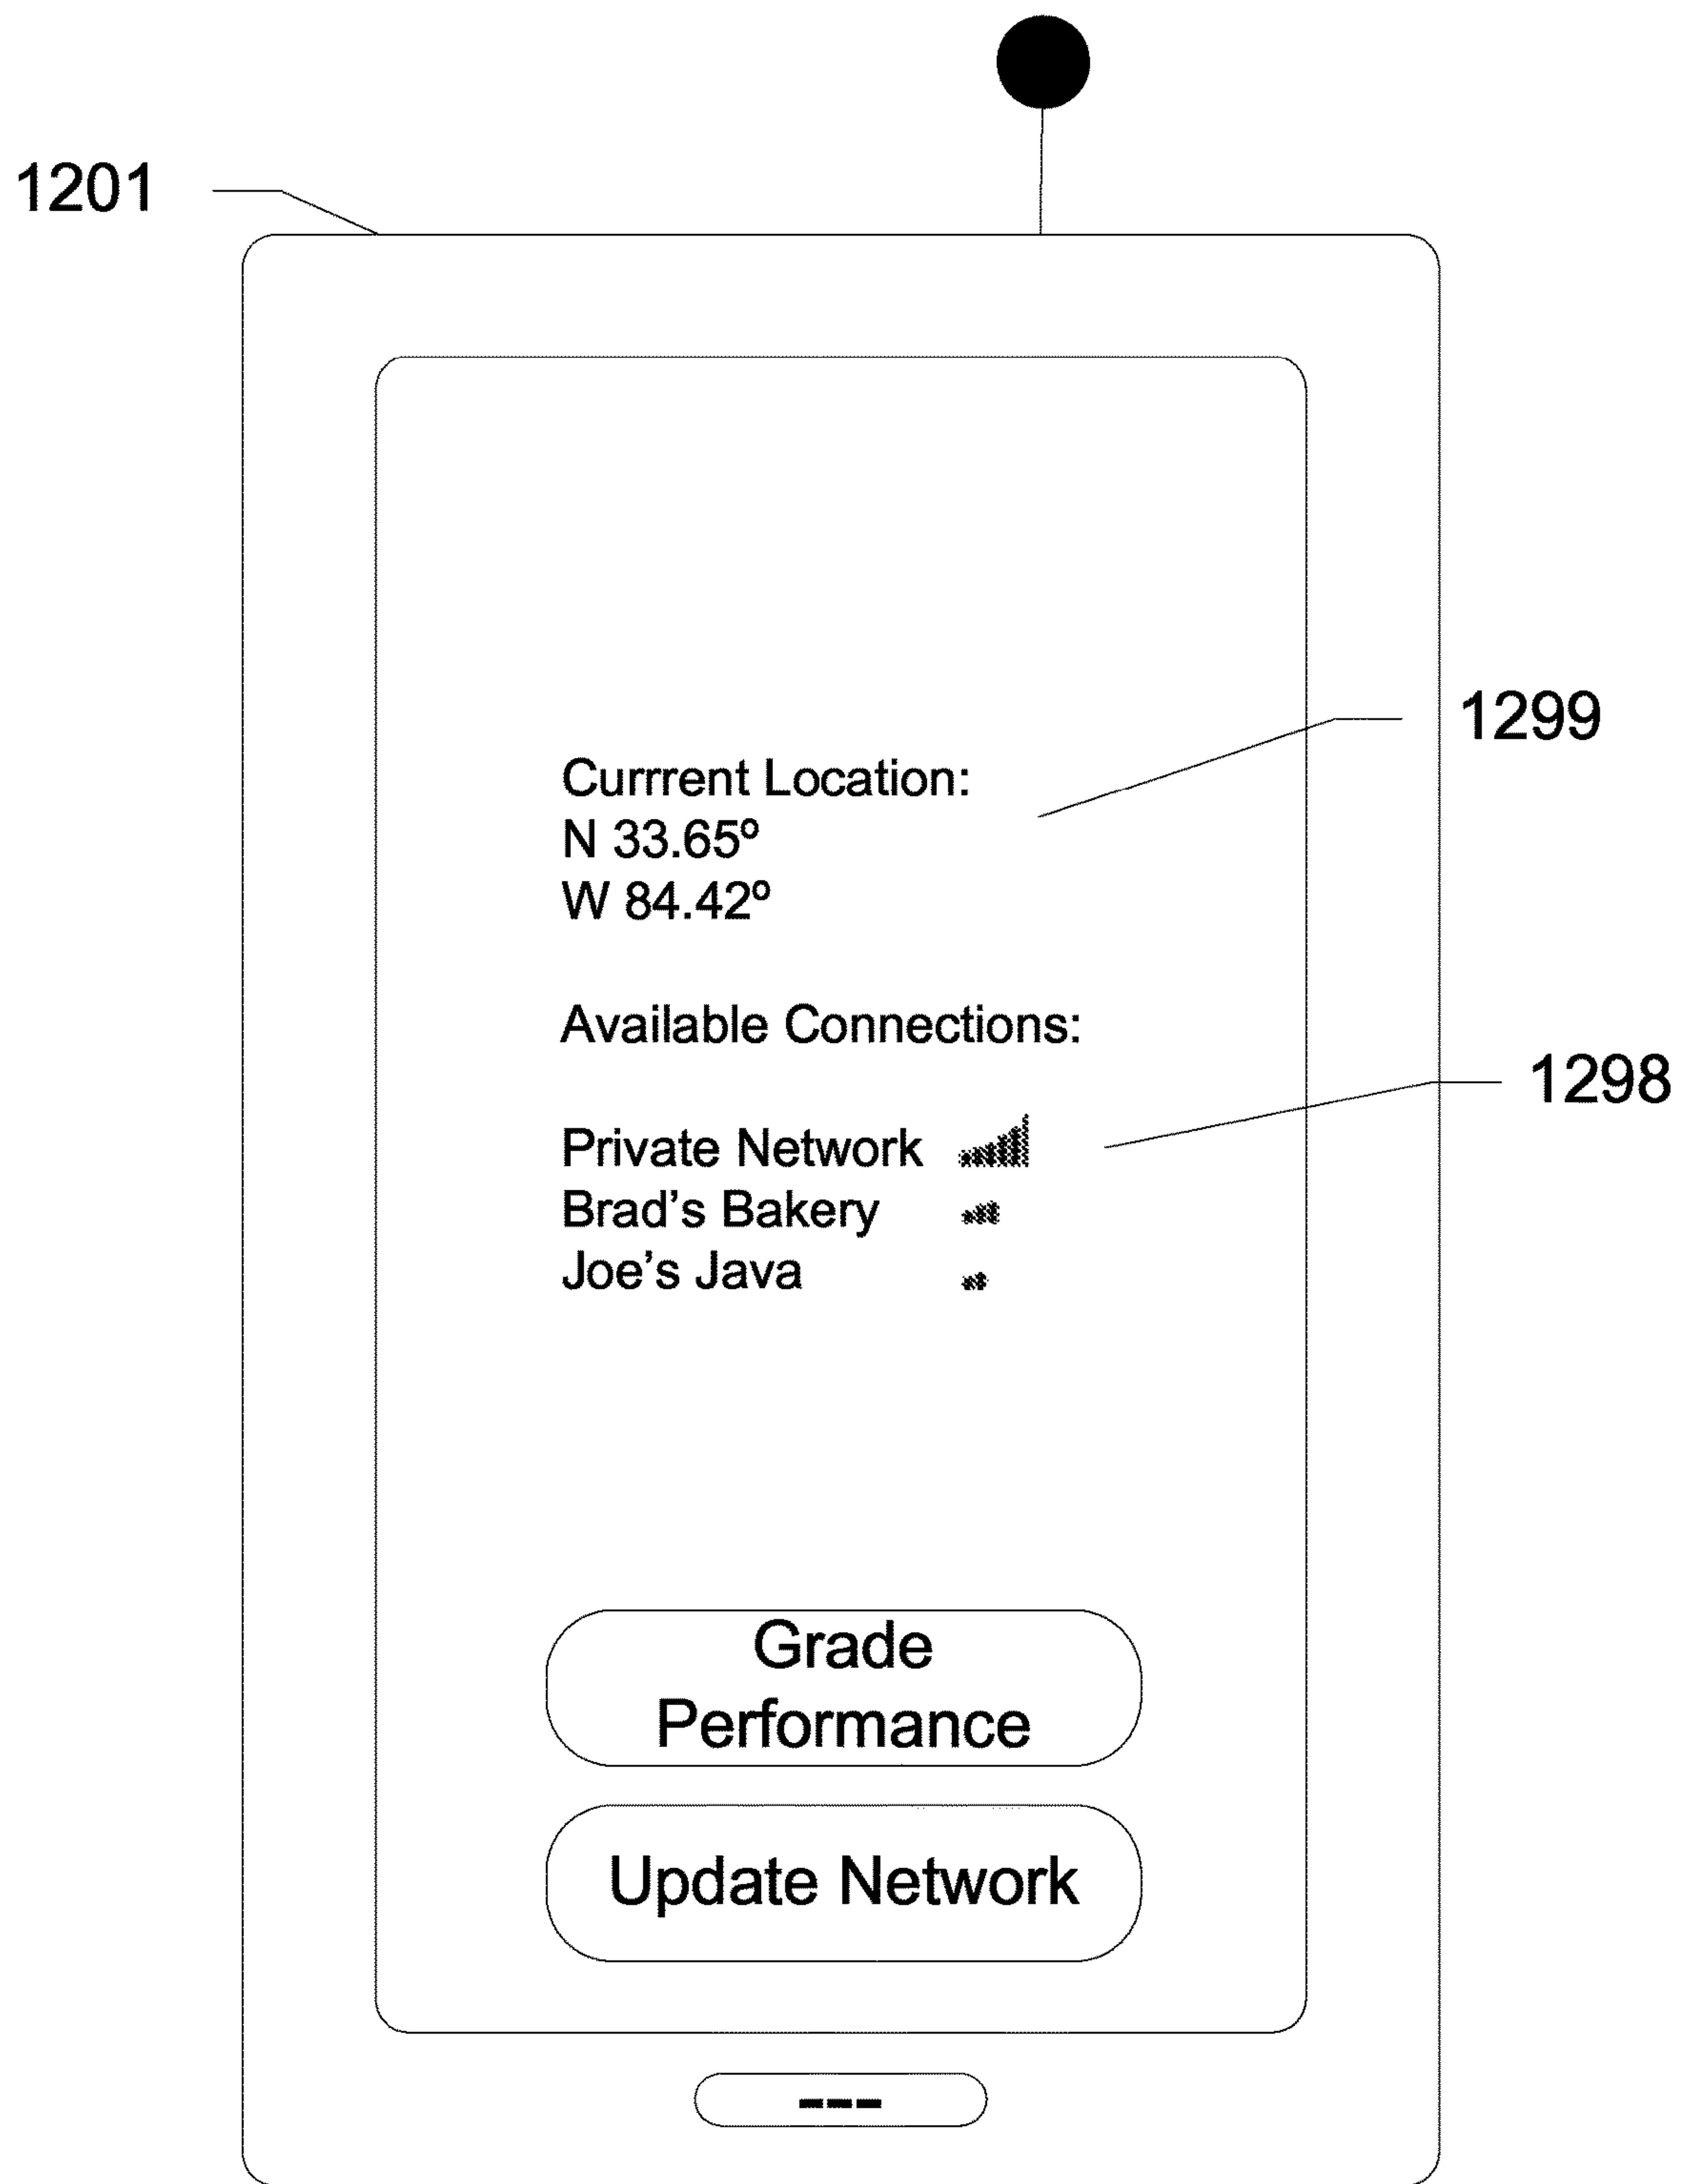 1201
1299
Currrent Location:
N 33.65º
W 84.42º
Available Connections:
1298
Private Network
Brad’s Bakery
Joe’s Java
Grade
Performance
Update Network
---